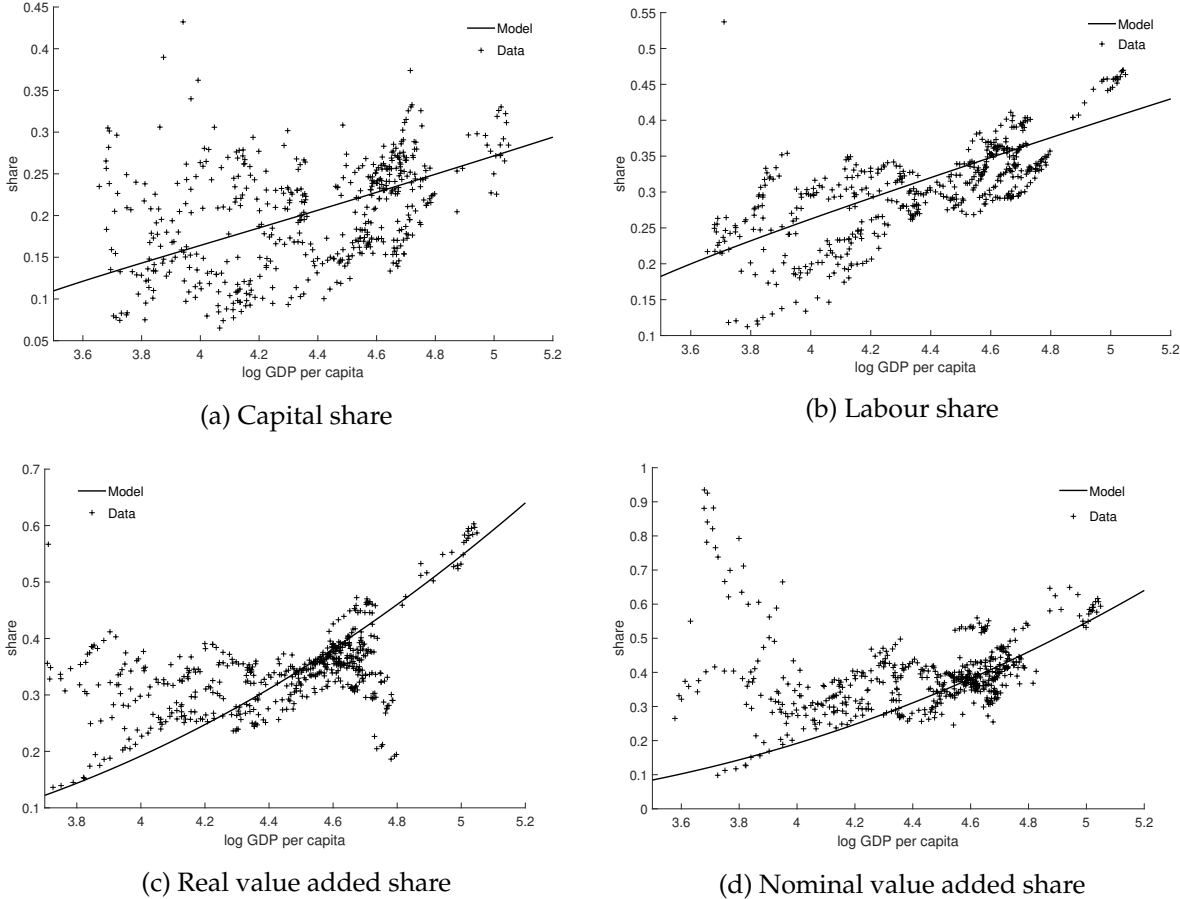 0.45
0.4
0.35
0.3
0.25
0.2
0.15
0.1
0.05
share
Model
Data
3.6 3.8 4 4.2 4.4 4.6 4.8 5 5.2
log GDP per capita
(a) Capital share
0.55
0.5
0.45
0.4
0.35
0.3
0.25
0.2
0.15
0.1
share
Model
Data
3.6 3.8 4 4.2 4.4 4.6 4.8 5 5.2
log GDP per capita
(b) Labour share
0.7
0.6
0.5
0.4
0.3
0.2
0.1
share
Model
Data
3.8 4 4.2 4.4 4.6 4.8 5 5.2
log GDP per capita
(c) Real value added share
1
0.9
0.8
0.7
0.6
0.5
0.4
0.3
0.2
0.1
0
share
Model
Data
3.6 3.8 4 4.2 4.4 4.6 4.8 5 5.2
log GDP per capita
(d) Nominal value added share